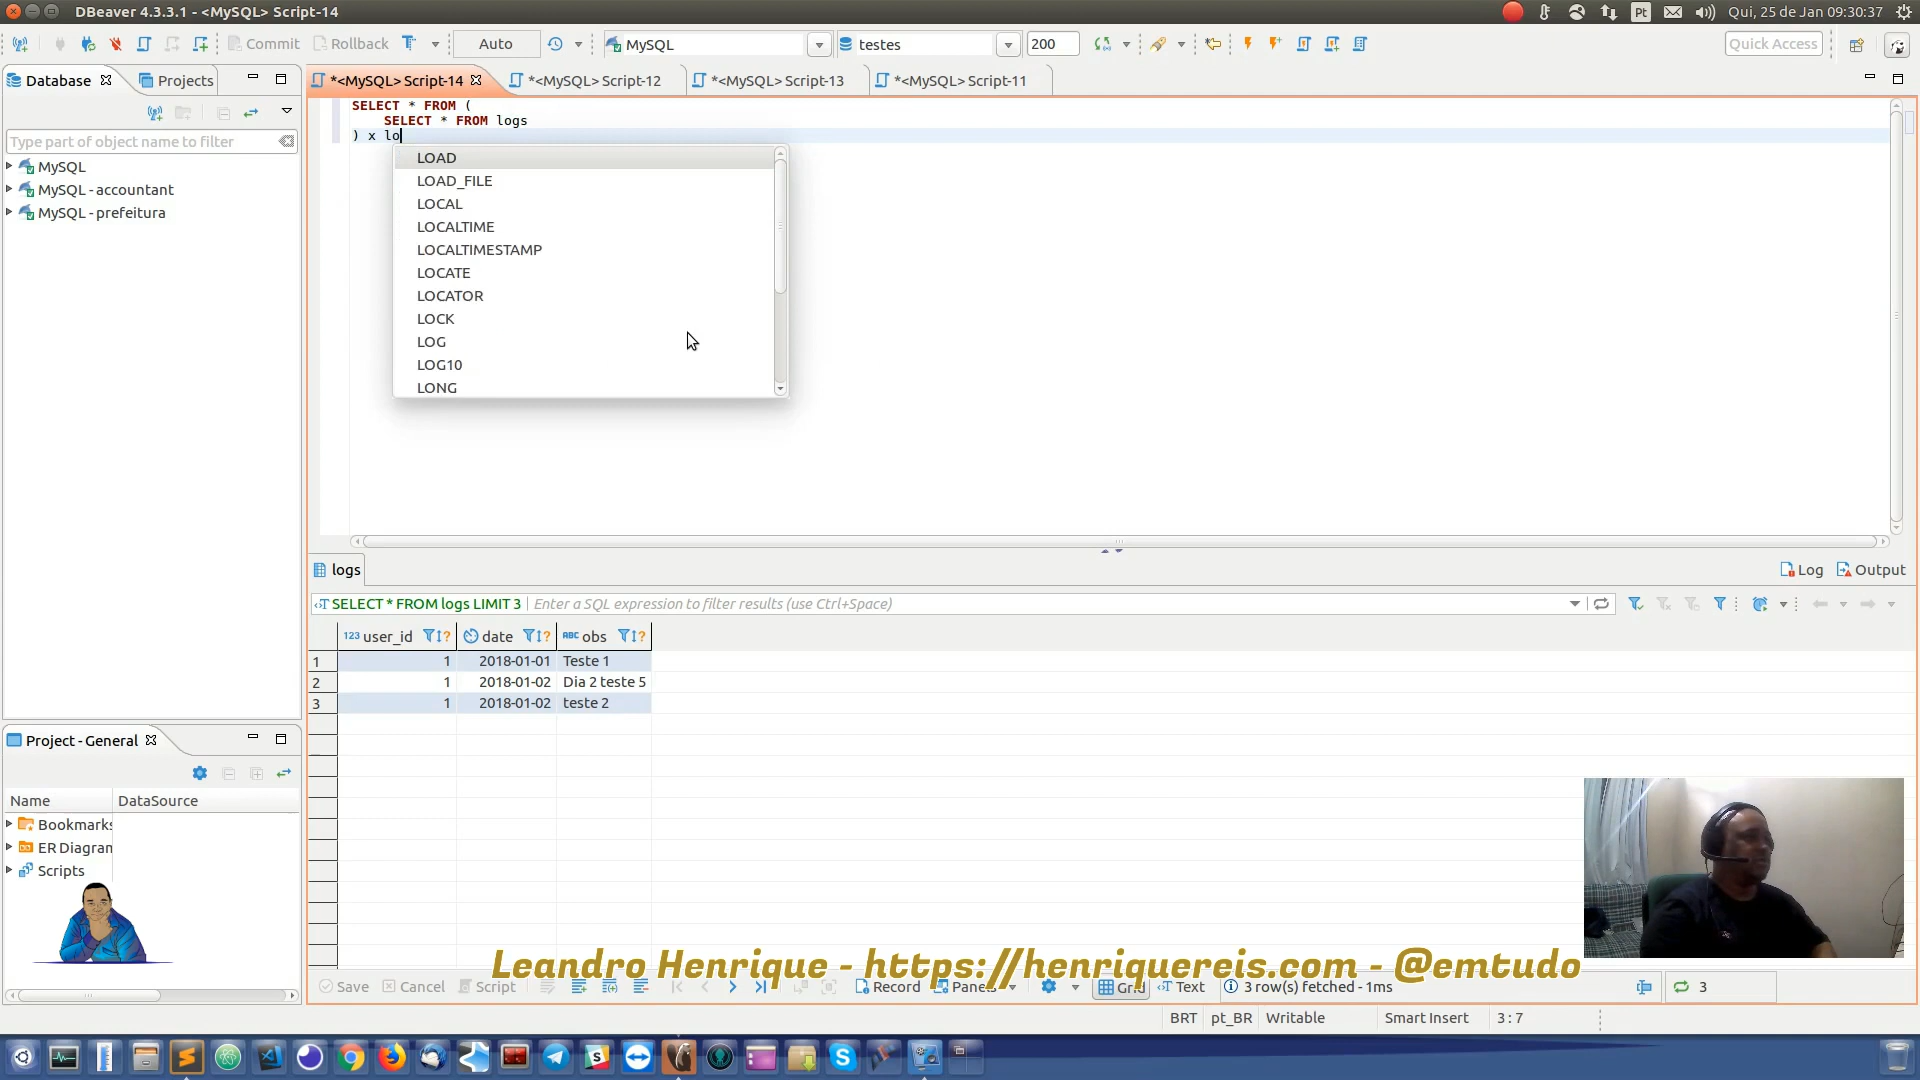 DBeaver 4.3.3.1 - <MySQL> Script-14
Pt
Qui, 25 de Jan 09:30:37
Commit
Rollback
Auto
MySQL
testes
200
Quick Access
Database
Projects
*<MySQL> Script-14
*<MySQL> Script-12
*<MySQL> Script-13
*<MySQL> Script-11
Type part of object name to filter
MySQL
MySQL - accountant
MySQL - prefeitura
SELECT * FROM (
SELECT * FROM logs
) x lo
LOAD
LOAD_FILE
LOCAL
LOCALTIME
LOCALTIMESTAMP
LOCATE
LOCATOR
LOCK
LOG
LOG10
LONG
logs
Log
Output
SELECT * FROM logs LIMIT 3
Enter a SQL expression to filter results (use Ctrl+Space)
123 user_id
date
ABC obs
1 1 2018-01-01 Teste 1
2 1 2018-01-02 Dia 2 teste 5
3 1 2018-01-02 teste 2
Project - General
Name
DataSource
Bookmarks
ER Diagram
Scripts
Leandro Henrique - https://henriquereis.com - @emtudo
Save
Cancel
Script
Record
Panels
Grid
Text
3 row(s) fetched - 1ms
3
BRT
pt_BR
Writable
Smart Insert
3 : 7